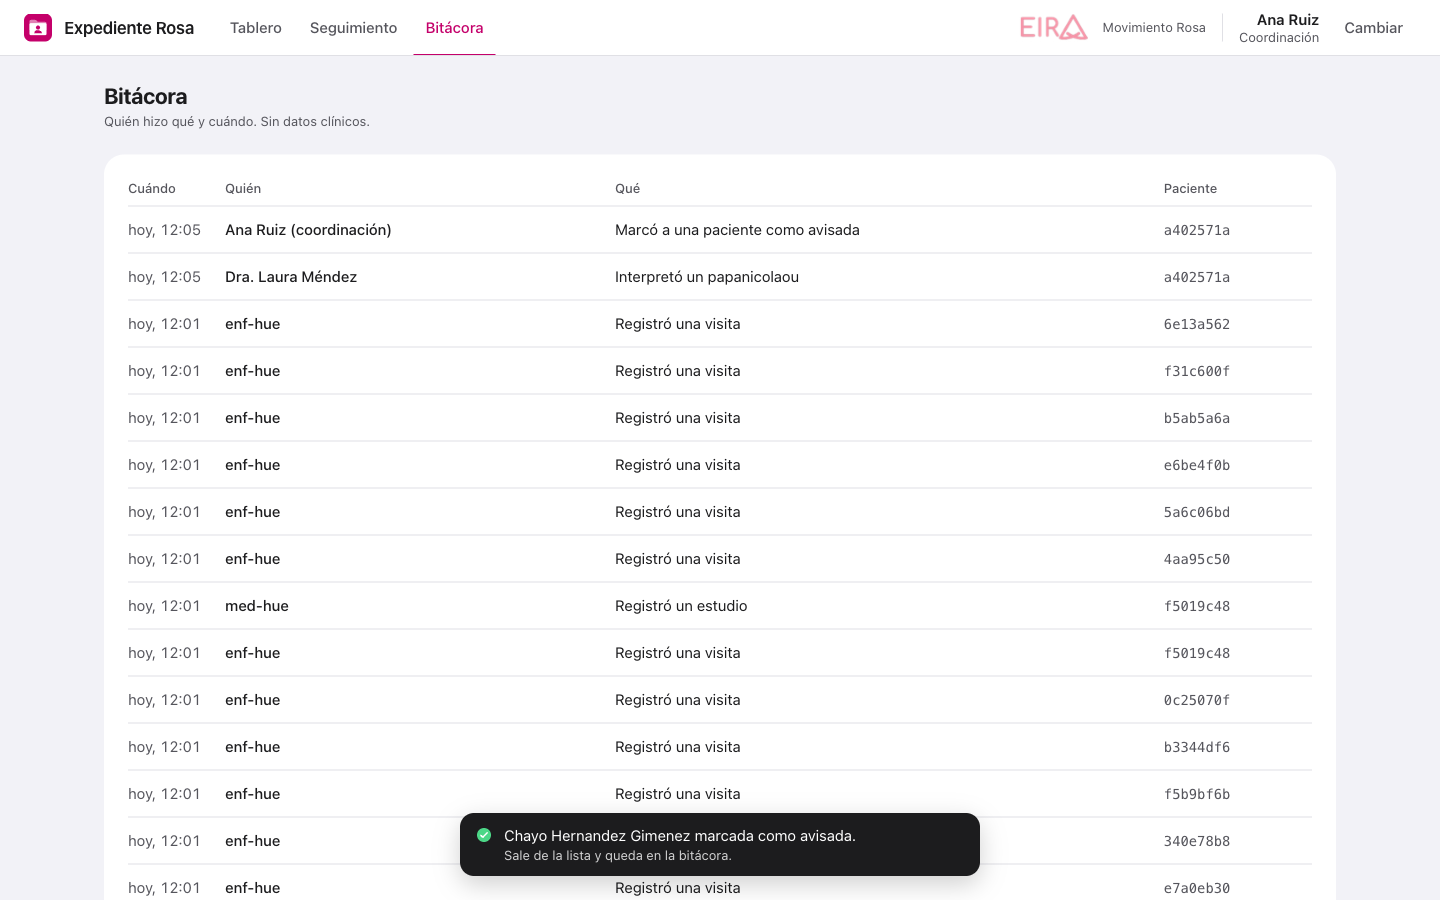 Expediente Rosa
Tablero
Seguimiento
Bitácora
EIRA
Movimiento Rosa
Ana Ruiz
Coordinación
Cambiar
Bitácora
Quién hizo qué y cuándo. Sin datos clínicos.
Cuándo Quién Qué Paciente
hoy, 12:05 Ana Ruiz (coordinación) Marcó a una paciente como avisada a402571a
hoy, 12:05 Dra. Laura Méndez Interpretó un papanicolaou a402571a
hoy, 12:01 enf-hue Registró una visita 6e13a562
hoy, 12:01 enf-hue Registró una visita f31c600f
hoy, 12:01 enf-hue Registró una visita b5ab5a6a
hoy, 12:01 enf-hue Registró una visita e6be4f0b
hoy, 12:01 enf-hue Registró una visita 5a6c06bd
hoy, 12:01 enf-hue Registró una visita 4aa95c50
hoy, 12:01 med-hue Registró un estudio f5019c48
hoy, 12:01 enf-hue Registró una visita f5019c48
hoy, 12:01 enf-hue Registró una visita 0c25070f
hoy, 12:01 enf-hue Registró una visita b3344df6
hoy, 12:01 enf-hue Registró una visita f5b9bf6b
hoy, 12:01 enf-hue 340e78b8
Chayo Hernandez Gimenez marcada como avisada.
Sale de la lista y queda en la bitácora.
hoy, 12:01 enf-hue Registró una visita e7a0eb30